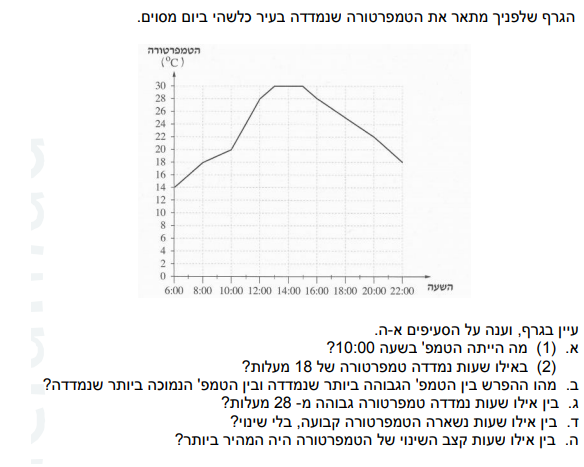 הגרף שלפניך מתאר את הטמפרטורה שנמדדה בעיר כלשהי ביום מסוים.
הטמפרטורה
(°C)
30
28
26
24
22
20
18
16
14
12
10
8
6
4
2
0
6:00 8:00 10:00 12:00 14:00 16:00 18:00 20:00 22:00 השעה
עיין בגרף, וענה על הסעיפים א-ה.
א. (1) מה הייתה הטמפ' בשעה 10:00?
(2) באילו שעות נמדדה טמפרטורה של 18 מעלות?
ב. מהו ההפרש בין הטמפ' הגבוהה ביותר שנמדדה ובין הטמפ' הנמוכה ביותר שנמדדה?
ג. בין אילו שעות נמדדה טמפרטורה גבוהה מ- 28 מעלות?
ד. בין אילו שעות נשארה הטמפרטורה קבועה, בלי שינוי?
ה. בין אילו שעות קצב השינוי של הטמפרטורה היה המהיר ביותר?